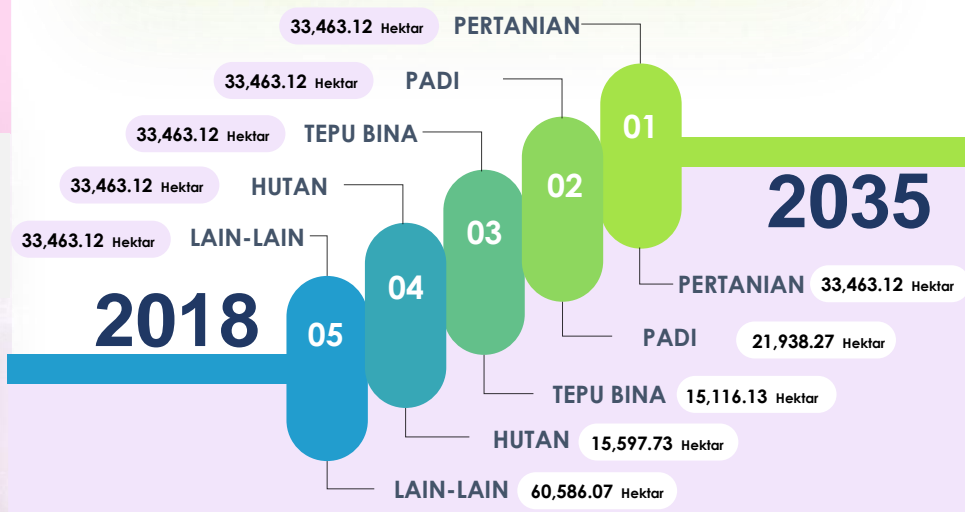 33,463.12 Hektar PERTANIAN
33,463.12 Hektar PADI
01
33,463.12 Hektar TEPU BINA
02
33,463.12 Hektar HUTAN
2035
03
33,463.12 Hektar LAIN-LAIN
04
PERTANIAN 33,463.12 Hektar
2018
05
PADI 21,938.27 Hektar
TEPU BINA 15,116.13 Hektar
HUTAN 15,597.73 Hektar
LAIN-LAIN 60,586.07 Hektar